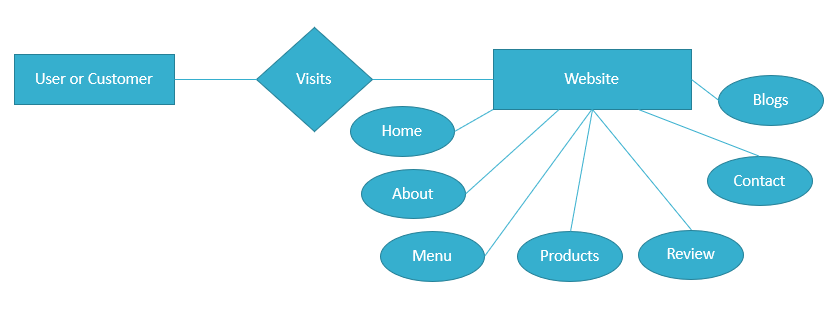 User or Customer
Visits
Website
Blogs
Home
Contact
About
Menu
Products
Review